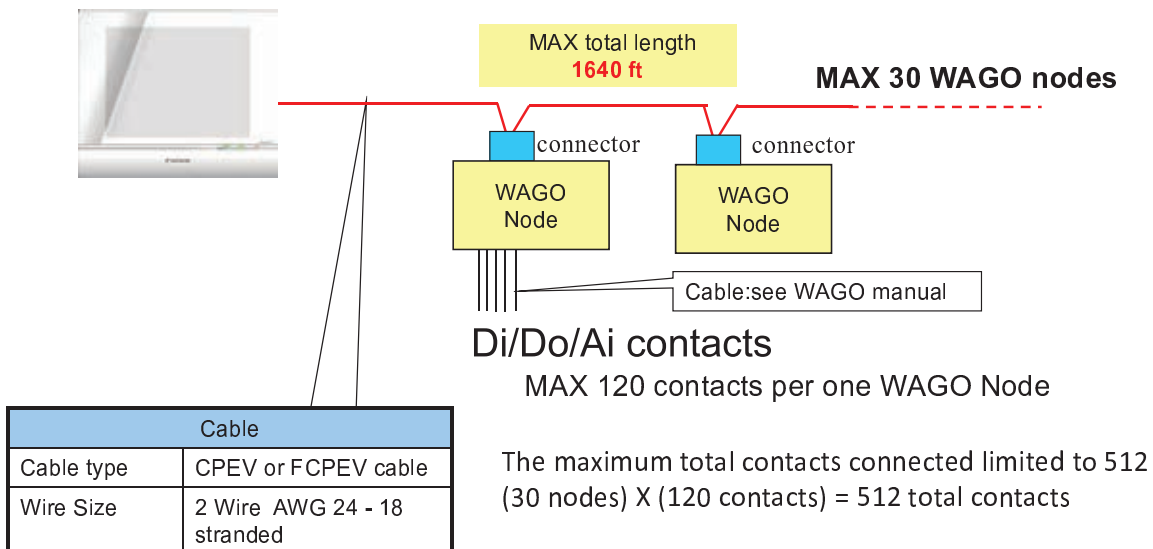 MAX total length
1640 ft
MAX 30 WAGO nodes
connector
connector
WAGO
Node
WAGO
Node
Cable:see WAGO manual
Di/Do/Ai contacts
MAX 120 contacts per one WAGO Node
Cable
Cable type CPEV or FCPEV cable
Wire Size 2 Wire AWG 24 - 18
stranded
The maximum total contacts connected limited to 512
(30 nodes) X (120 contacts) = 512 total contacts